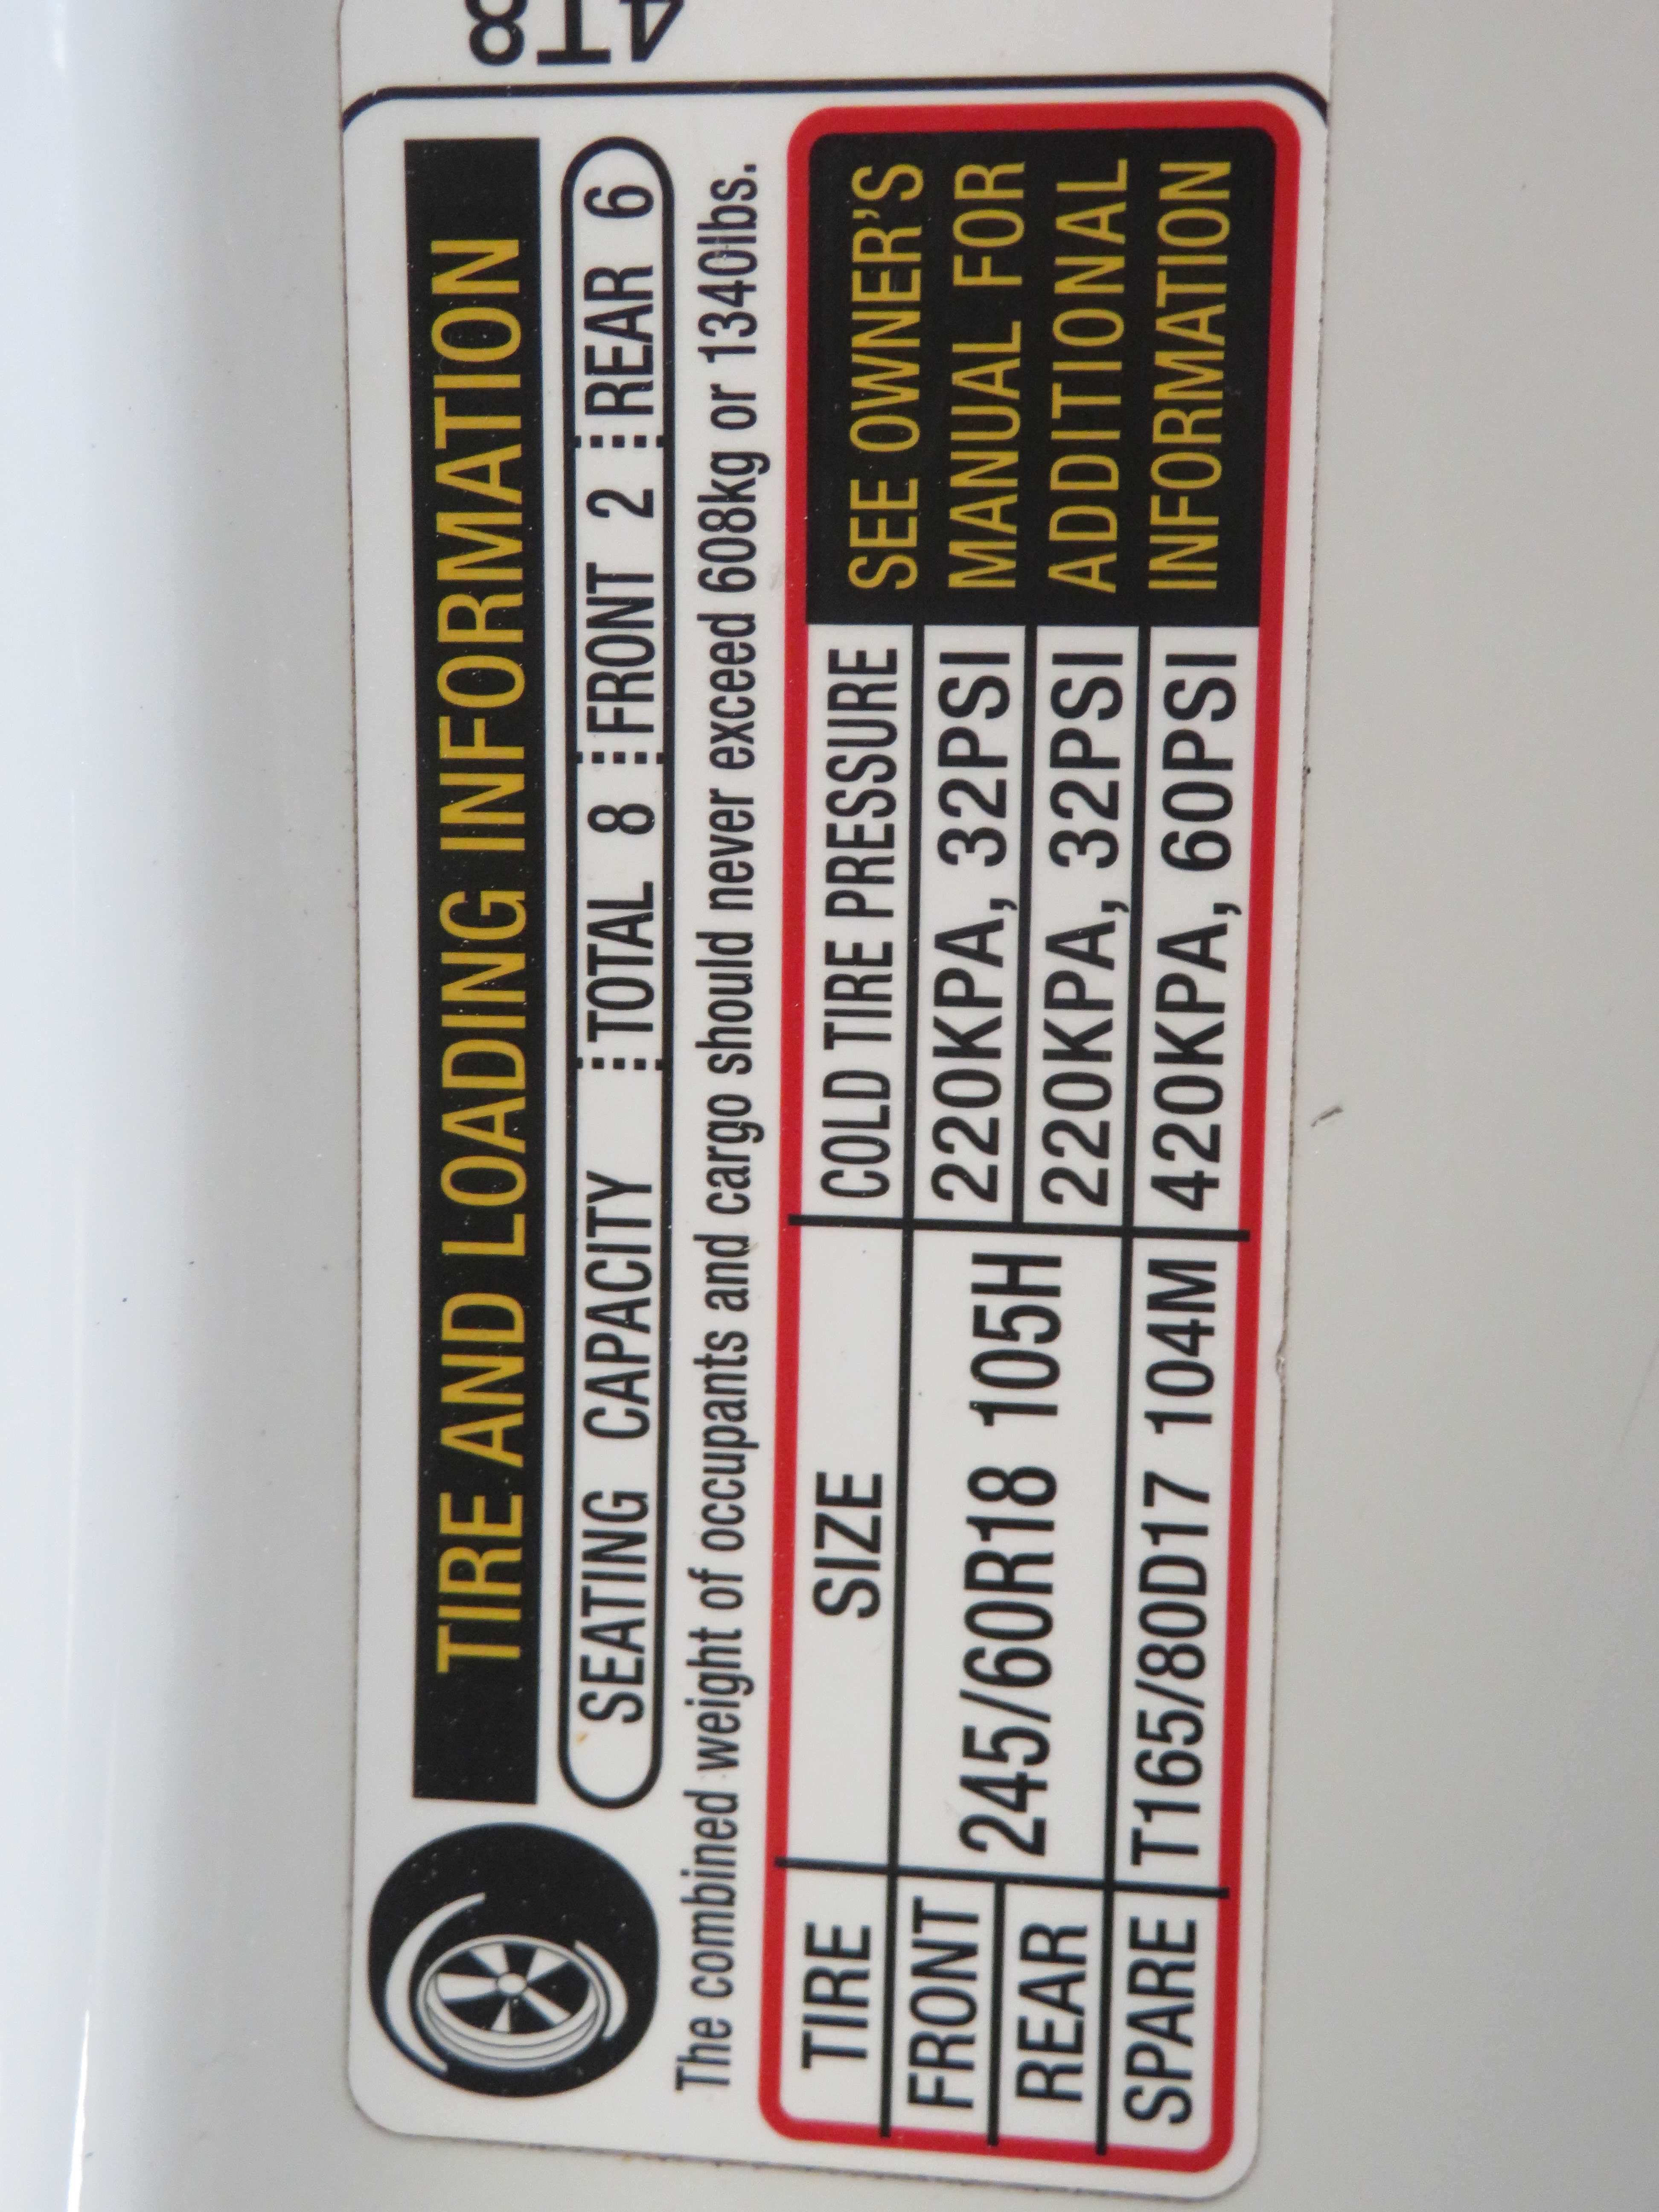 TIRE AND LOADING INFORMATION
SEATING CAPACITY TOTAL 8 FRONT 2 REAR 6
The combined weight of occupants and cargo should never exceed 608kg or 1340lbs.
TIRE SIZE COLD TIRE PRESSURE
FRONT 245/60R18 105H 220KPA, 32PSI
REAR 220KPA, 32PSI
SPARE T165/80D17 104M 420KPA, 60PSI
SEE OWNER'S
MANUAL FOR
ADDITIONAL
INFORMATION